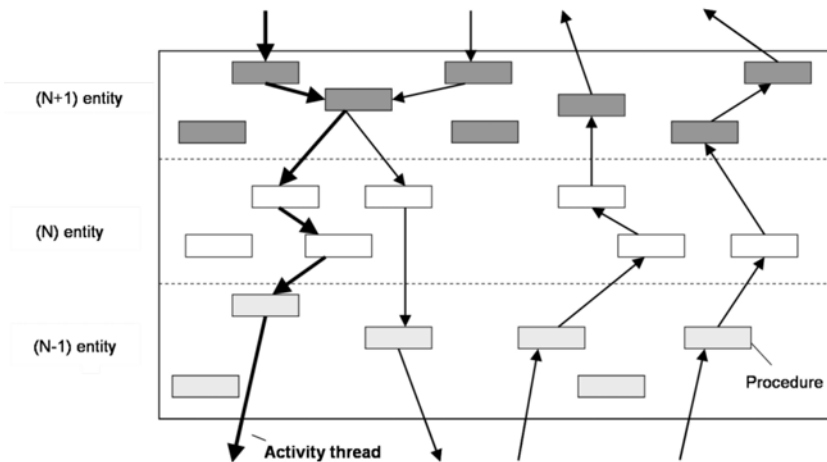 (N+1) entity
(N) entity
(N-1) entity
Procedure
Activity thread